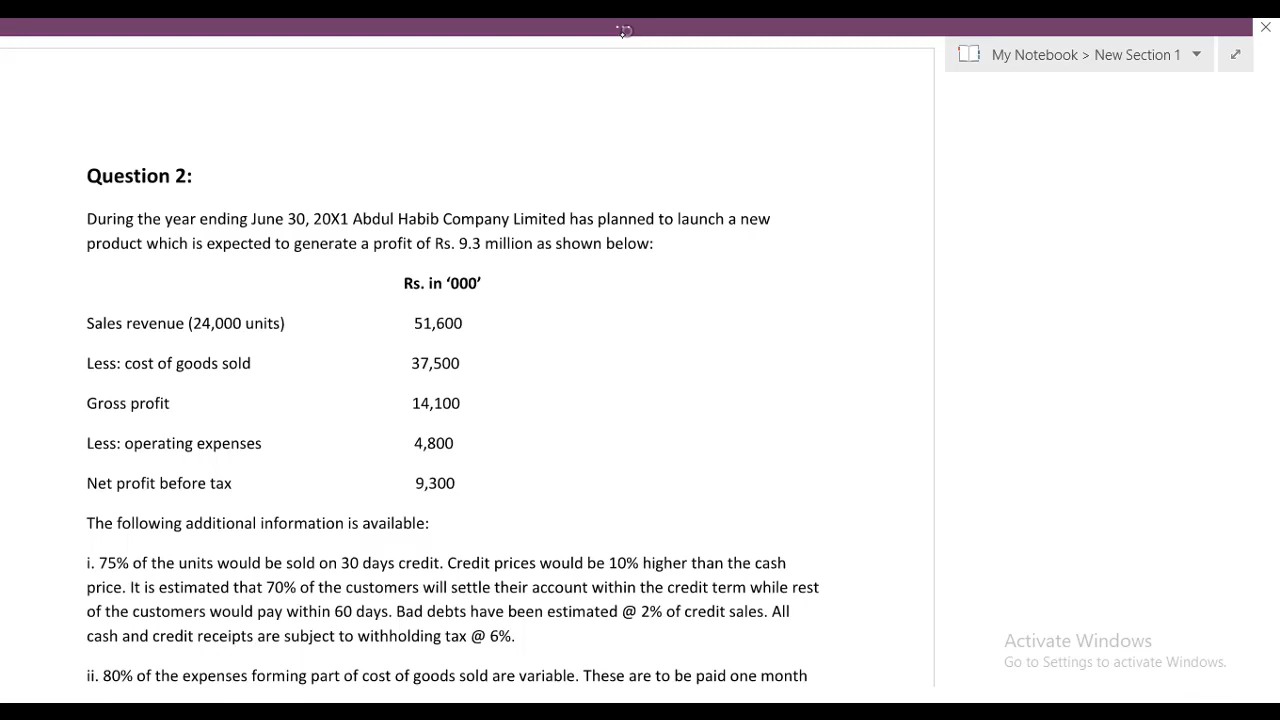 My Notebook > New Section 1
Question 2:
During the year ending June 30, 20X1 Abdul Habib Company Limited has planned to launch a new
product which is expected to generate a profit of Rs. 9.3 million as shown below:
Rs. in ‘000’
Sales revenue (24,000 units) 51,600
Less: cost of goods sold 37,500
Gross profit 14,100
Less: operating expenses 4,800
Net profit before tax 9,300
The following additional information is available:
i. 75% of the units would be sold on 30 days credit. Credit prices would be 10% higher than the cash
price. It is estimated that 70% of the customers will settle their account within the credit term while rest
of the customers would pay within 60 days. Bad debts have been estimated @ 2% of credit sales. All
cash and credit receipts are subject to withholding tax @ 6%.
ii. 80% of the expenses forming part of cost of goods sold are variable. These are to be paid one month
Activate Windows
Go to Settings to activate Windows.